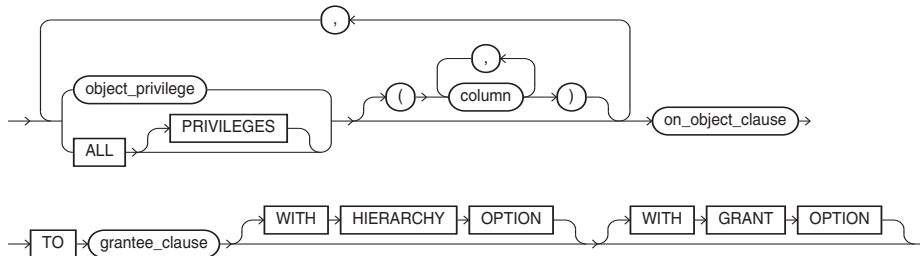 ,
,
object_privilege
( column )
PRIVILEGES
ALL
on_object_clause
WITH HIERARCHY OPTION WITH GRANT OPTION
TO grantee_clause